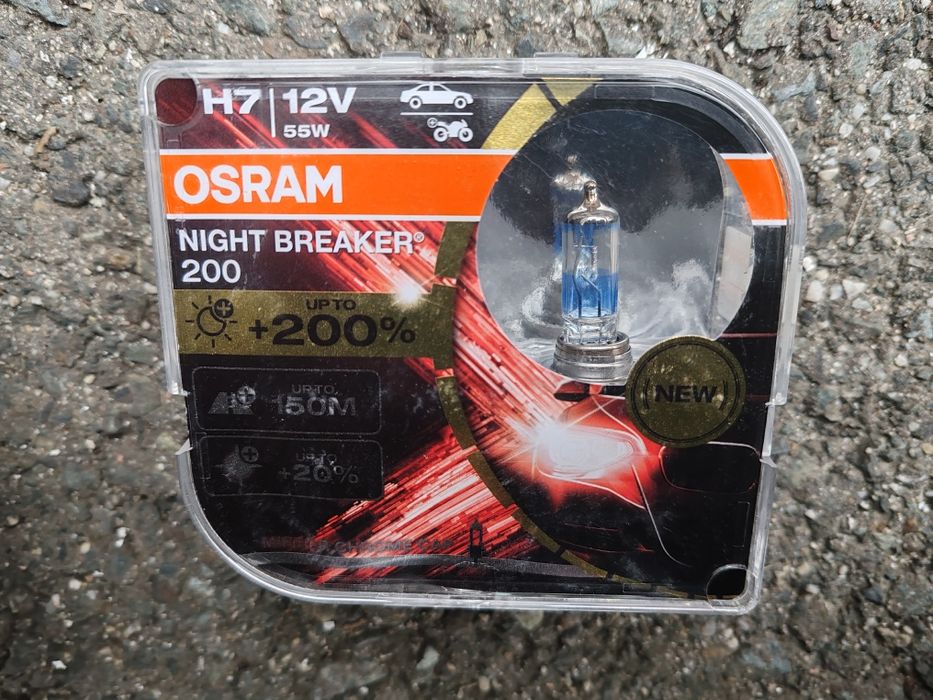 H7 12V
55W
OSRAM
NIGHT BREAKER®
200
UP TO
+200%
UP TO
150M
UP TO
+20%
NEW